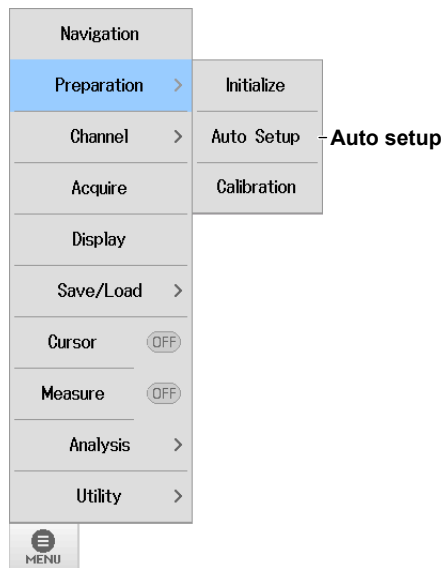 Navigation
Preparation >
Initialize
Channel >
Auto Setup
Auto setup
Acquire
Calibration
Display
Save/Load >
Cursor OFF
Measure OFF
Analysis >
Utility >
MENU